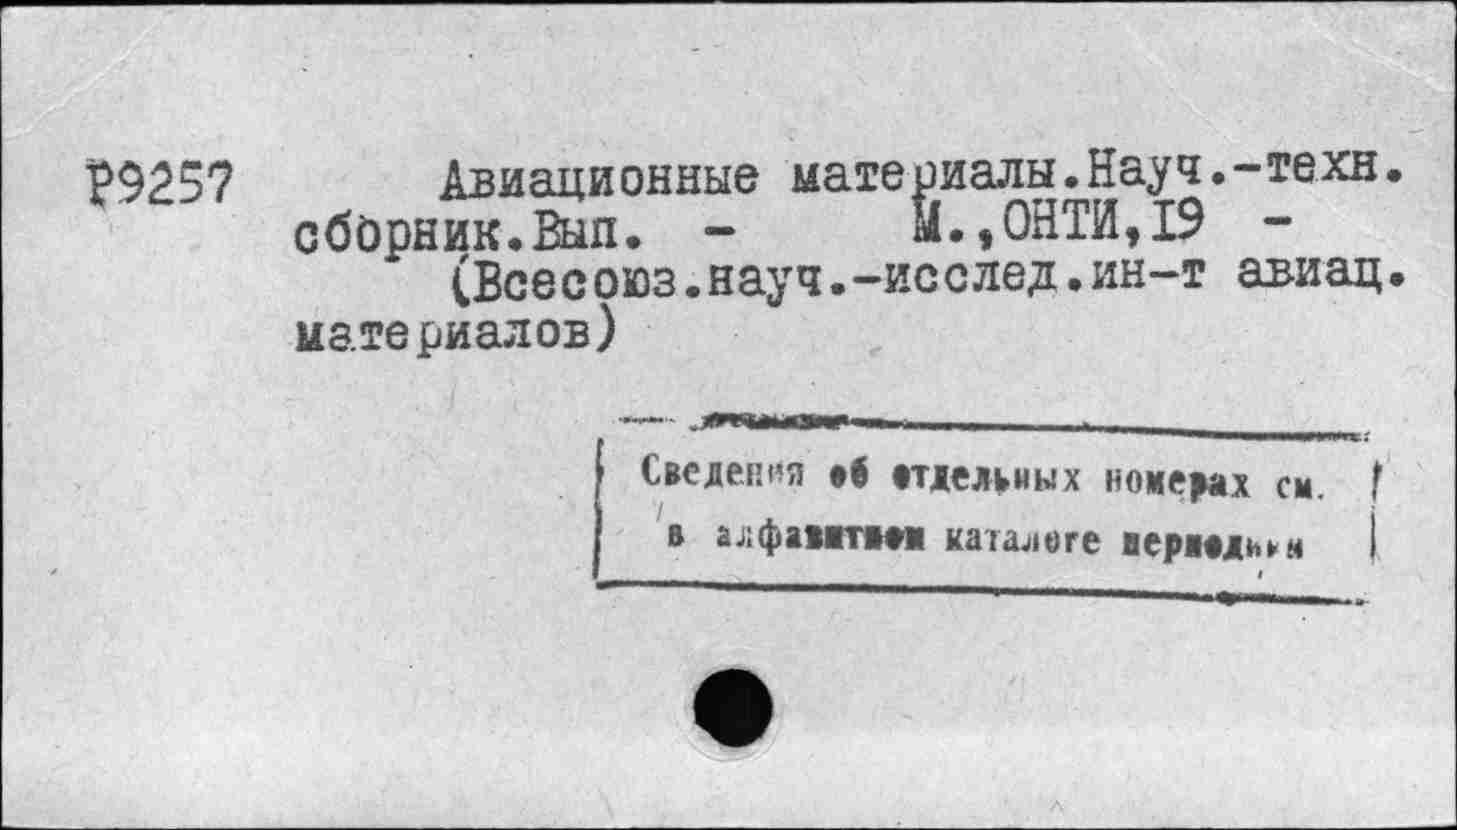 Р9257 Авиационные материалы.Науч.-техн.
сборник.Вып. - М.,ОНТИ,19 -
(Всесоюз.науч.-исслед.ин-т авиац.
материалов)
Сведения об отдельных номерах см.
в алфавитном каталоге периодики